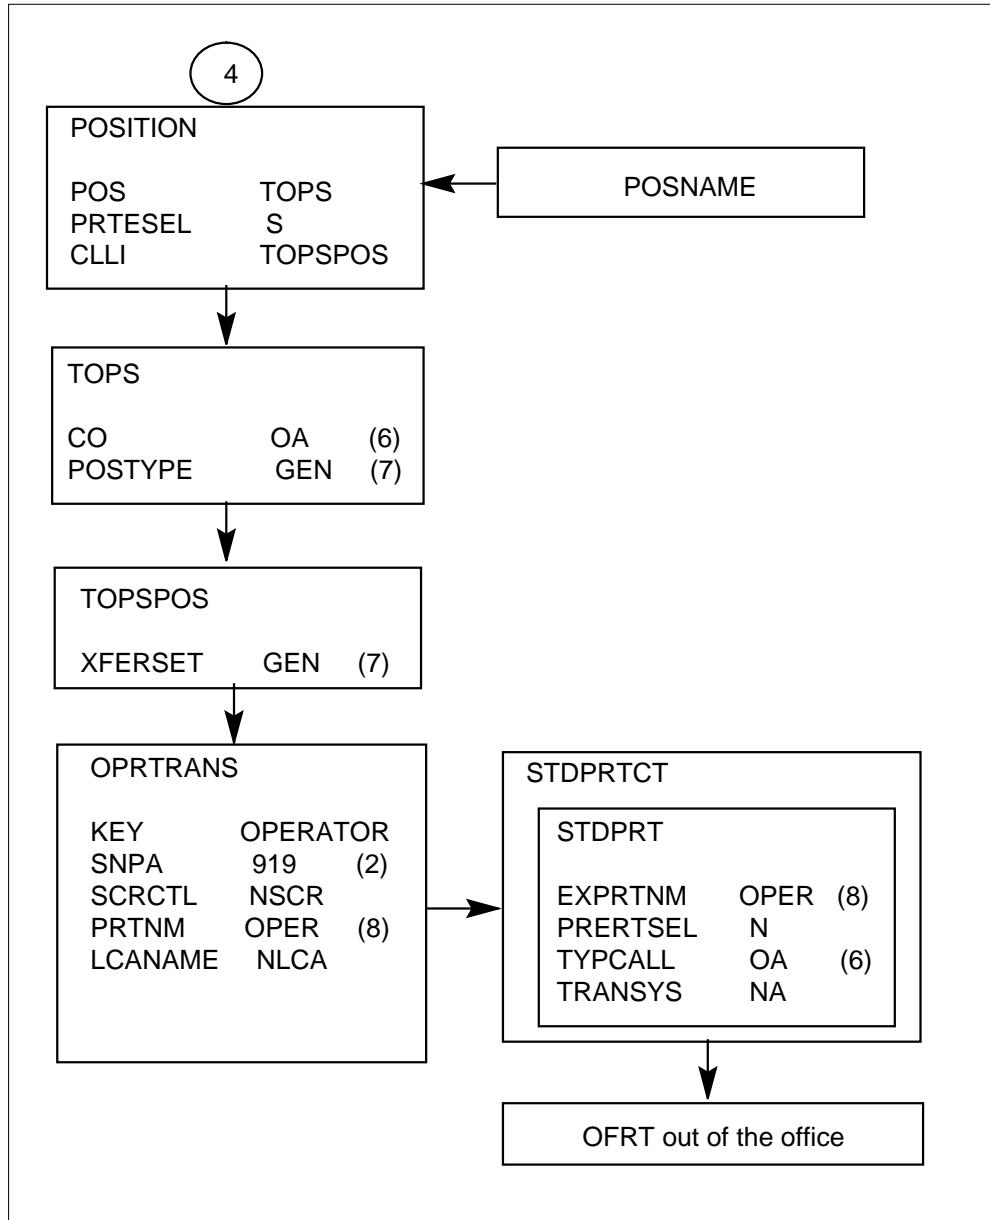 4
POSITION
POS TOPS
PRTESEL S
CLLI TOPSPOS
POSNAME
TOPS
CO OA (6)
POSTYPE GEN (7)
TOPSPOS
XFERSET GEN (7)
OPRTRANS
KEY OPERATOR
SNPA 919 (2)
SCRCTL NSCR
PRTNM OPER (8)
LCANAME NLCA
STDPRTCT
STDPRT
EXPRTNM OPER (8)
PRERTSEL N
TYPCALL OA (6)
TRANSYS NA
OFRT out of the office